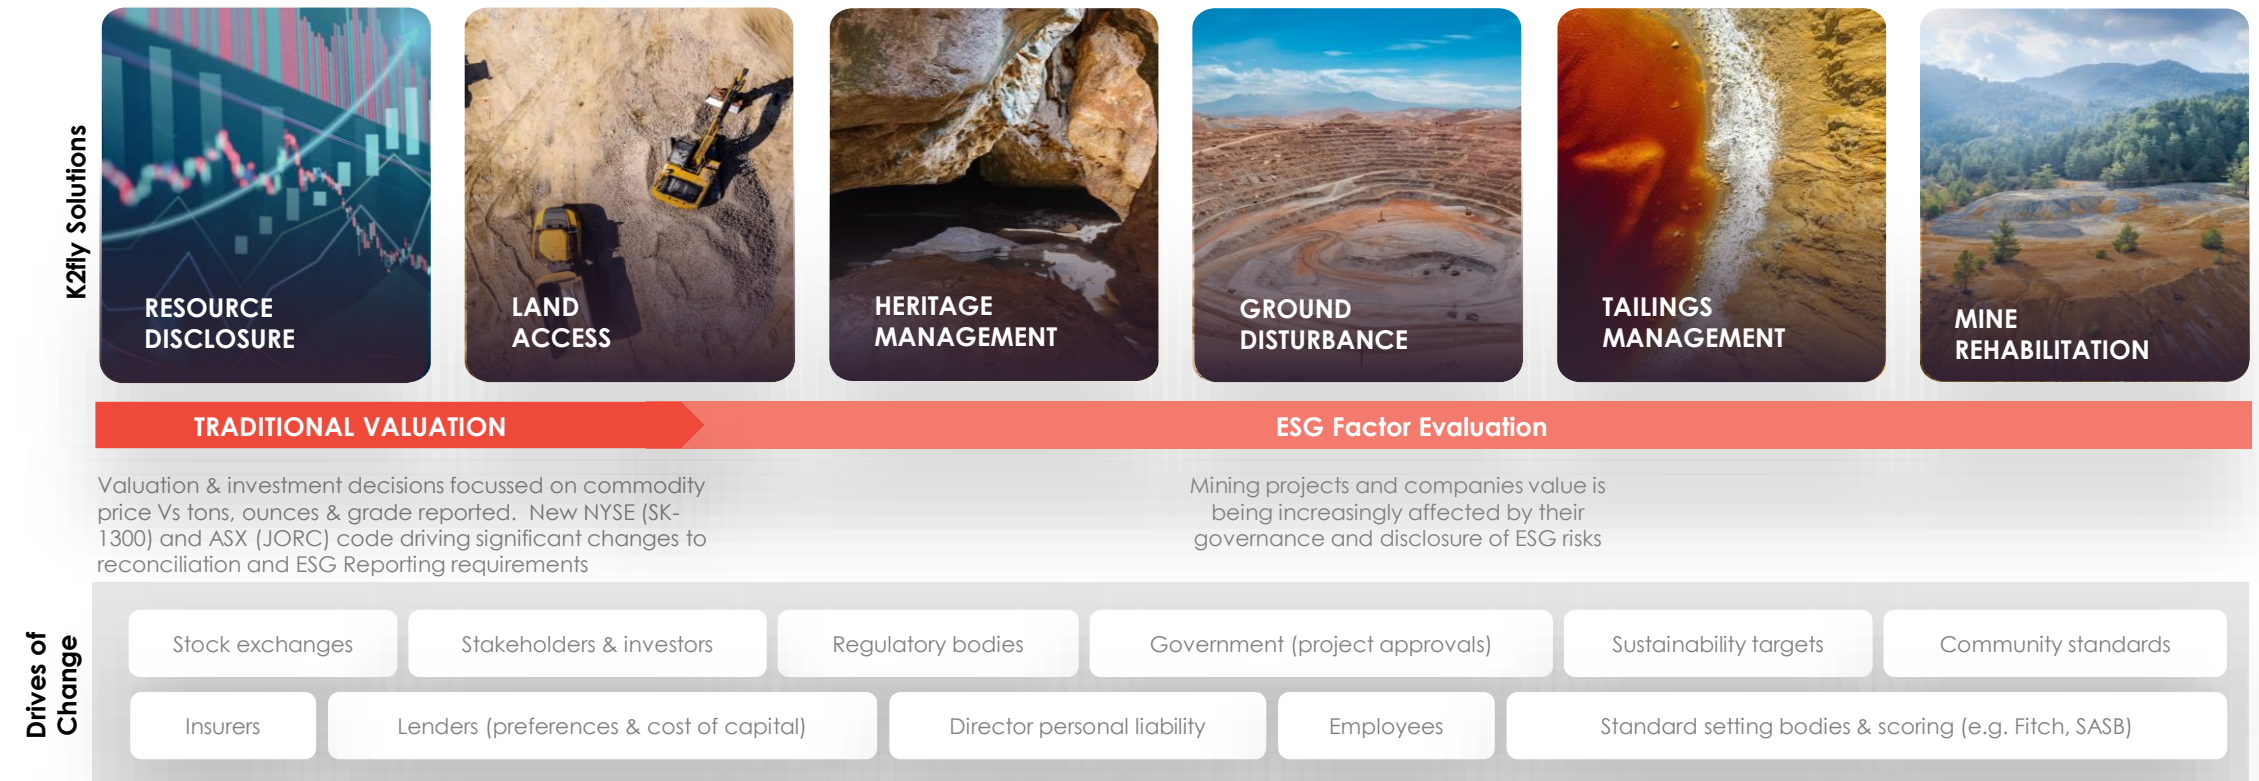 K2fly Solutions
RESOURCE
DISCLOSURE
LAND
ACCESS
HERITAGE
MANAGEMENT
GROUND
DISTURBANCE
TAILINGS
MANAGEMENT
MINE
REHABILITATION
TRADITIONAL VALUATION
ESG Factor Evaluation
Valuation & investment decisions focussed on commodity
price Vs tons, ounces & grade reported. New NYSE (SK-
1300) and ASX (JORC) code driving significant changes to
reconciliation and ESG Reporting requirements
Mining projects and companies value is
being increasingly affected by their
governance and disclosure of ESG risks
Drives of
Change
Stock exchanges
Stakeholders & investors
Regulatory bodies
Government (project approvals)
Sustainability targets
Community standards
Insurers
Lenders (preferences & cost of capital)
Director personal liability
Employees
Standard setting bodies & scoring (e.g. Fitch, SASB)